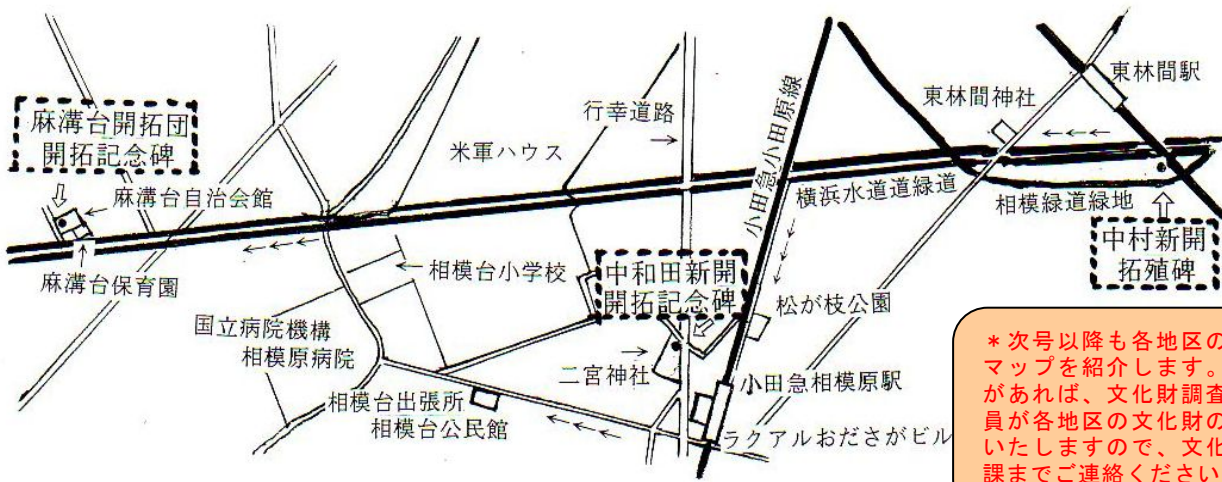 東林間駅
東林間神社
行幸道路
小田急小田原線
米軍ハウス
麻溝台開拓団
開拓記念碑
麻溝台自治会館
横浜水道道緑道
相模緑道緑地
中村新開
拓殖碑
麻溝台保育園
相模台小学校
中和田新開
開拓記念碑
松が枝公園
国立病院機構
相模原病院
二宮神社
小田急相模原駅
相模台出張所
相模台公民館
ラクアルおださがビル
*次号以降も各地区の
マップを紹介します。
があれば、文化財調査
員が各地区の文化財の
いたしますので、文化
課までご連絡ください